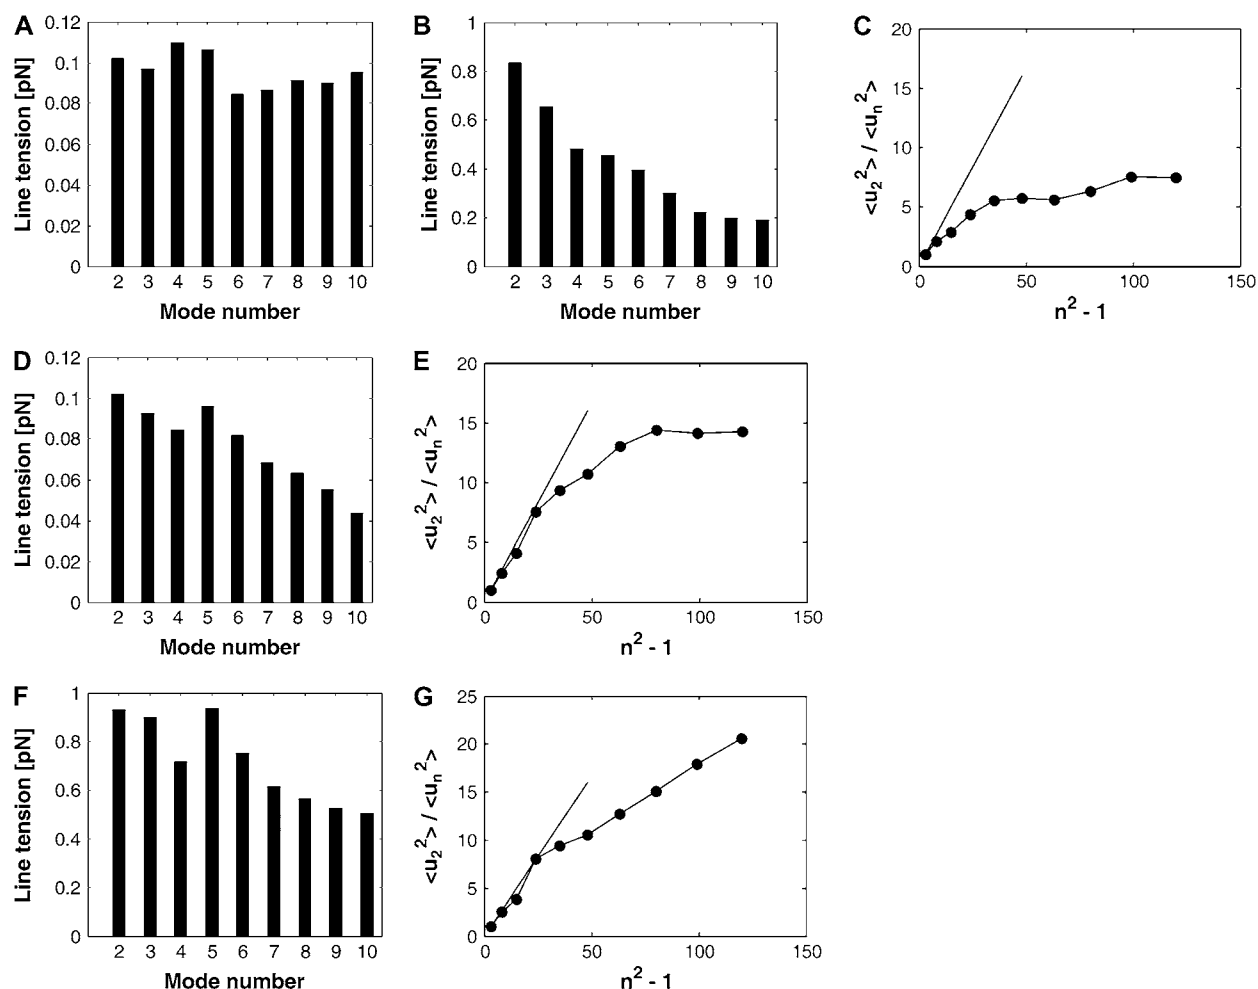 A
Line tension [pN]
0.12
0.1
0.08
0.06
0.04
0.02
0
2 3 4 5 6 7 8 9 10
Mode number
B
Line tension [pN]
1
0.8
0.6
0.4
0.2
0
2 3 4 5 6 7 8 9 10
Mode number
C
<u₂²> / <uₙ²>
20
15
10
5
0
0 50 100 150
n² - 1
D
Line tension [pN]
0.12
0.1
0.08
0.06
0.04
0.02
0
2 3 4 5 6 7 8 9 10
Mode number
E
<u₂²> / <uₙ²>
20
15
10
5
0
0 50 100 150
n² - 1
F
Line tension [pN]
1
0.8
0.6
0.4
0.2
0
2 3 4 5 6 7 8 9 10
Mode number
G
<u₂²> / <uₙ²>
25
20
15
10
5
0
0 50 100 150
n² - 1